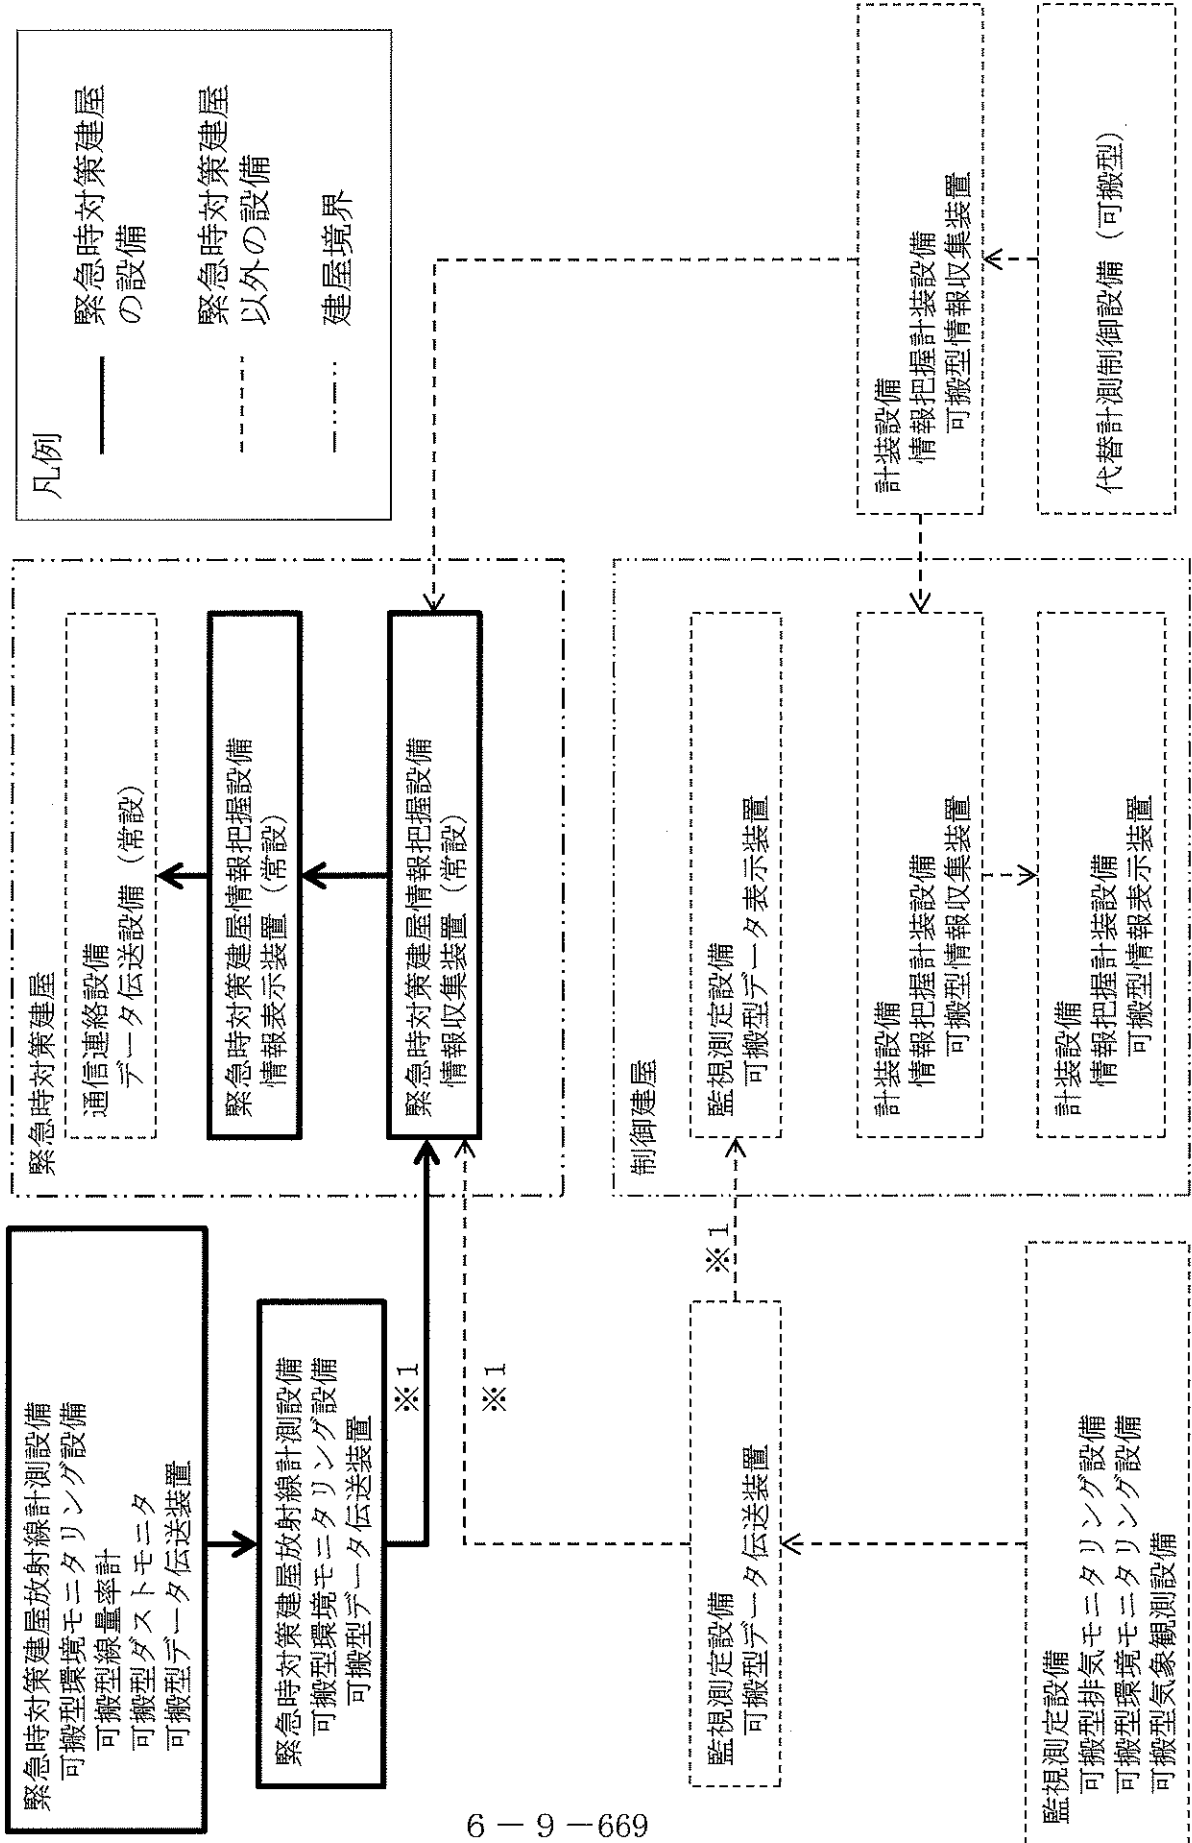 緊急時対策建屋放射線計測設備
可搬型環境モニタリング設備
可搬型線量率計
可搬型ダストモニタ
可搬型データ伝送装置
緊急時対策建屋放射線計測設備
可搬型環境モニタリング設備
可搬型データ伝送装置
※1
※1
監視測定設備
可搬型データ伝送装置
※1
監視測定設備
可搬型排気モニタリング設備
可搬型環境モニタリング設備
可搬型気象観測設備
緊急時対策建屋
通信連絡設備
データ伝送設備（常設）
緊急時対策建屋情報把握設備
情報表示装置（常設）
緊急時対策建屋情報把握設備
情報収集装置（常設）
制御建屋
監視測定設備
可搬型データ表示装置
計装設備
情報把握計装設備
可搬型情報収集装置
計装設備
情報把握計装設備
可搬型情報表示装置
凡例
緊急時対策建屋
の設備
緊急時対策建屋
以外の設備
建屋境界
計装設備
情報把握計装設備
可搬型情報収集装置
代替計測制御設備（可搬型）
6－9－669